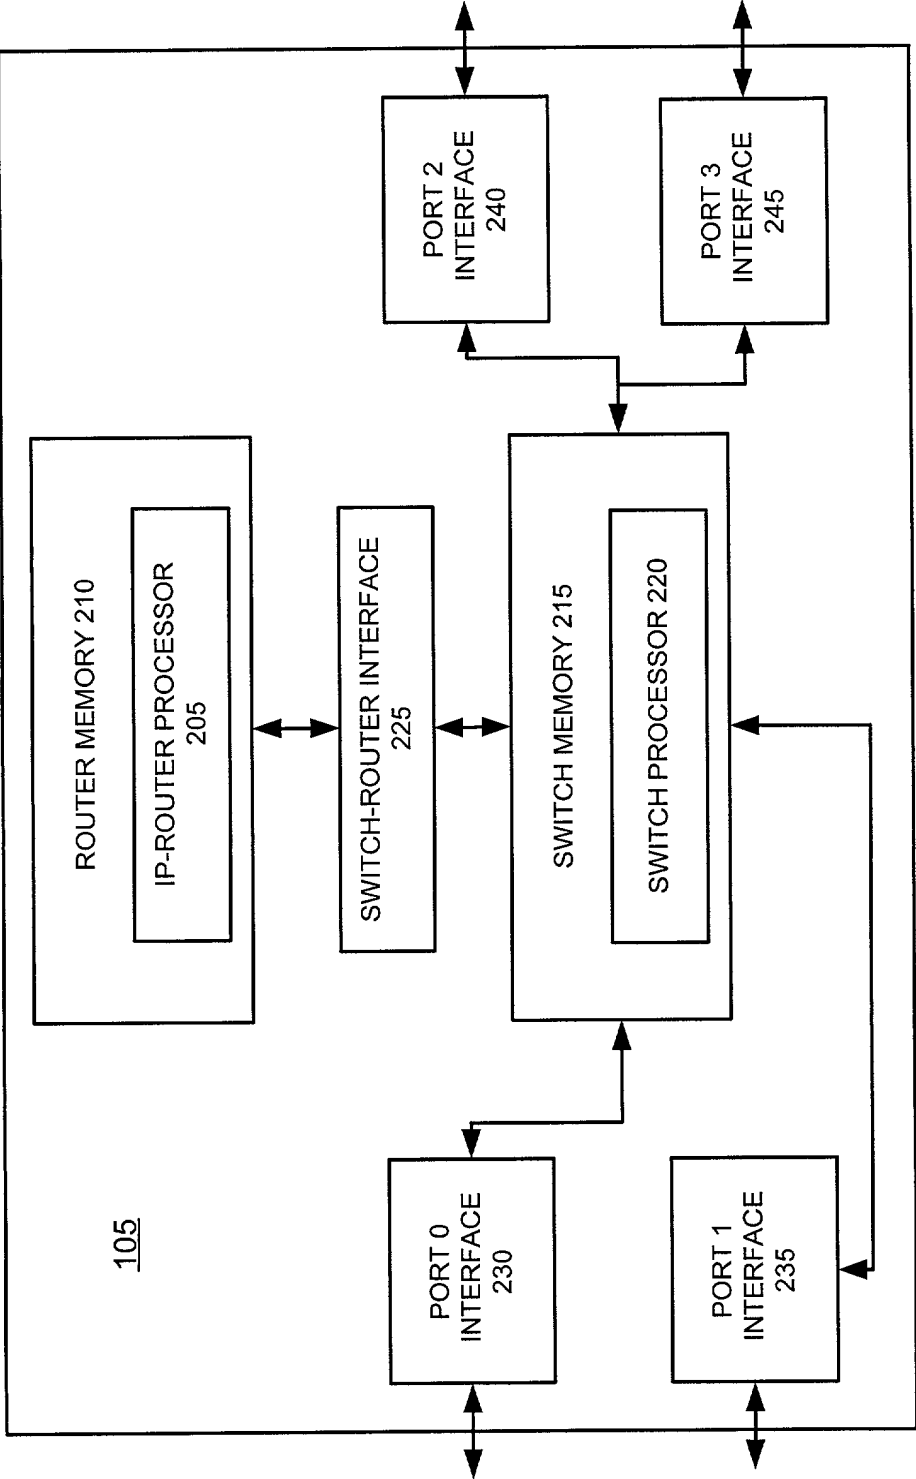 105
ROUTER MEMORY 210
IP-ROUTER PROCESSOR
205
SWITCH-ROUTER INTERFACE
225
SWITCH MEMORY 215
SWITCH PROCESSOR 220
PORT 0
INTERFACE
230
PORT 1
INTERFACE
235
PORT 2
INTERFACE
240
PORT 3
INTERFACE
245